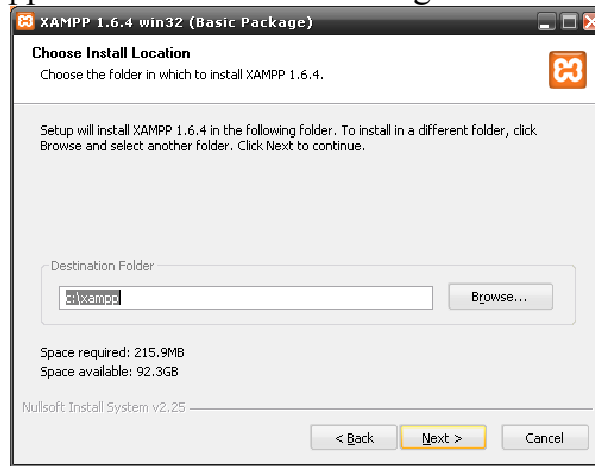 XAMPP 1.6.4 win32 (Basic Package)
Choose Install Location
Choose the folder in which to install XAMPP 1.6.4.
Setup will install XAMPP 1.6.4 in the following folder. To install in a different folder, click
Browse and select another folder. Click Next to continue.
Destination Folder
c:\xampp
Browse...
Space required: 215.9MB
Space available: 92.3GB
Nullsoft Install System v2.25
< Back
Next >
Cancel